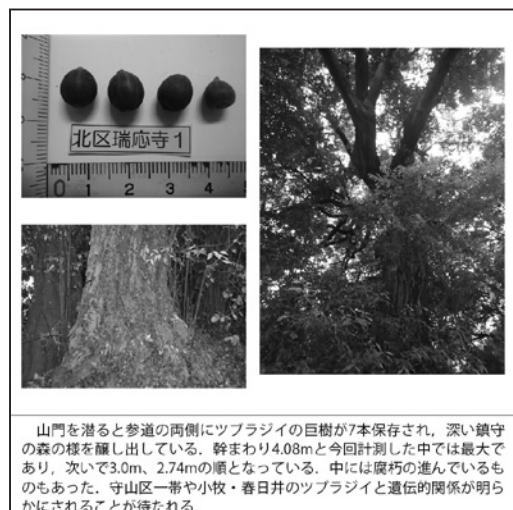 北区瑞応寺1
0 1 2 3 4 5
山門を潜ると参道の両側にツブラジイの巨樹が7本保存され，深い鎮守
の森の様を醸し出している．幹まわり4.08mと今回計測した中では最大で
あり，次いで3.0m、2.74mの順となっている．中には腐朽の進んでいるも
のもあった．守山区一帯や小牧・春日井のツブラジイと遺伝的関係が明ら
かにされることが待たれる